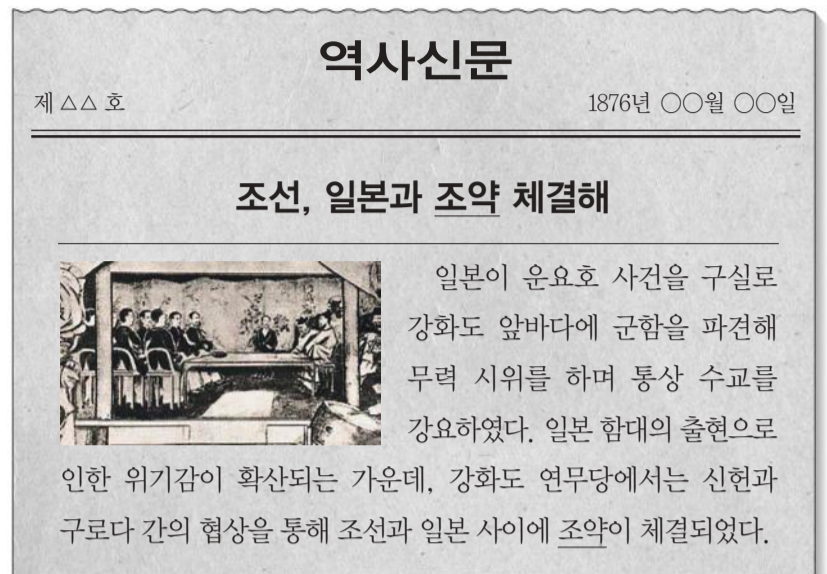 역사신문
제 △△ 호
1876년 ○○월 ○○일
조선, 일본과 조약 체결해
일본이 운요호 사건을 구실로
강화도 앞바다에 군함을 파견해
무력 시위를 하며 통상 수교를
강요하였다. 일본 함대의 출현으로
인한 위기감이 확산되는 가운데, 강화도 연무당에서는 신헌과
구로다 간의 협상을 통해 조선과 일본 사이에 조약이 체결되었다.